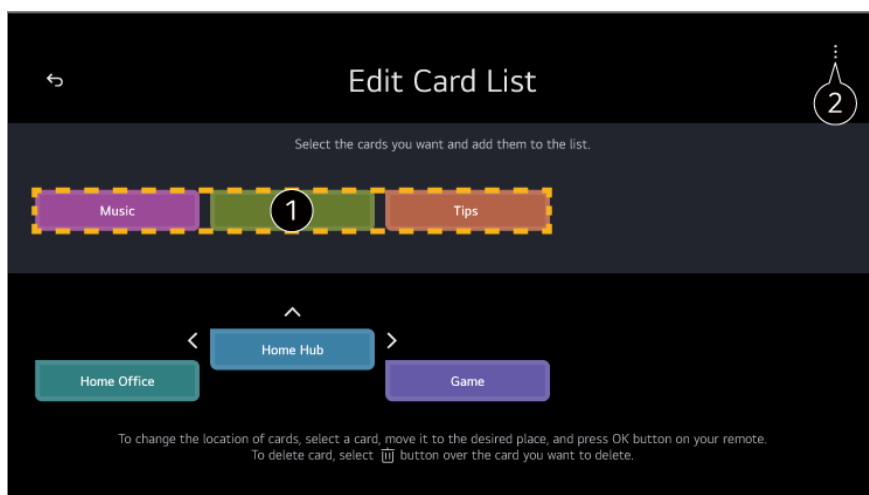 Edit Card List
2
Select the cards you want and add them to the list.
Music
1
Tips
Home Hub
Home Office
Game
To change the location of cards, select a card, move it to the desired place, and press OK button on your remote.
To delete card, select button over the card you want to delete.